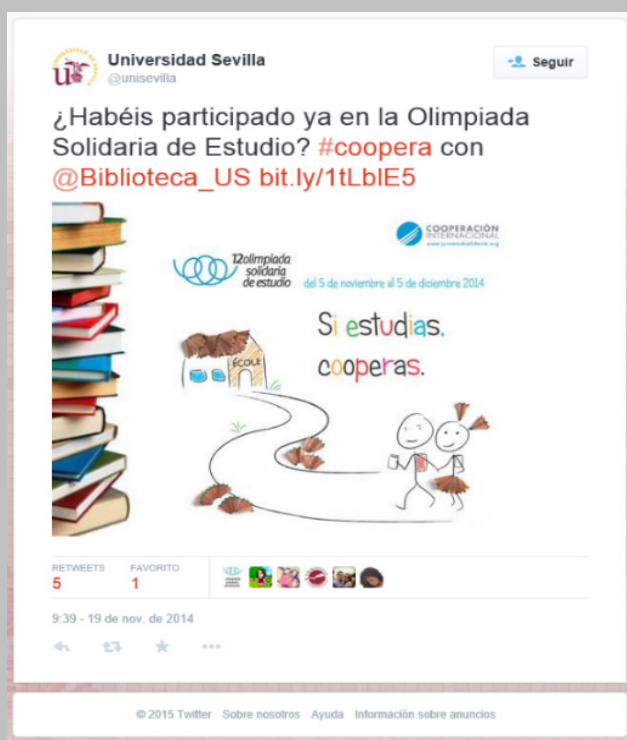 Universidad Sevilla
@unisevilla
Seguir
¿Habéis participado ya en la Olimpiada
Solidaria de Estudio? #coopera con
@Biblioteca_US bit.ly/1tLblE5
COOPERACIÓN
INTERNACIONAL
12olimpiada
solidaria
de estudio
del 5 de noviembre al 5 de diciembre 2014
Si estudias.
cooperas.
ÉCOLE
RETWEETS FAVORITO
5 1
9:39 - 19 de nov. de 2014
© 2015 Twitter Sobre nosotros Ayuda Información sobre anuncios